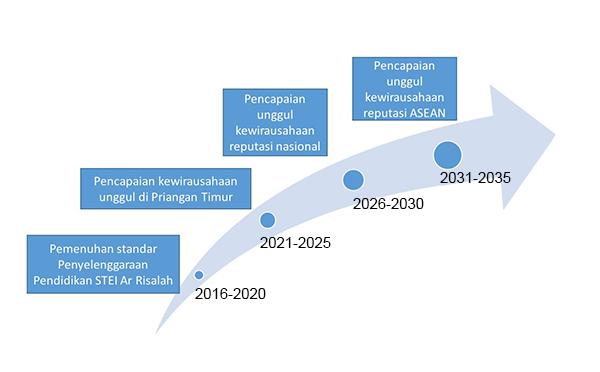 Pencapaian
unggul
kewirausahaan
reputasi ASEAN
Pencapaian
unggul
kewirausahaan
reputasi nasional
2031-2035
Pencapaian kewirausahaan
unggul di Priangan Timur
2026-2030
2021-2025
Pemenuhan standar
Penyelenggaraan
Pendidikan STEI Ar Risalah
2016-2020